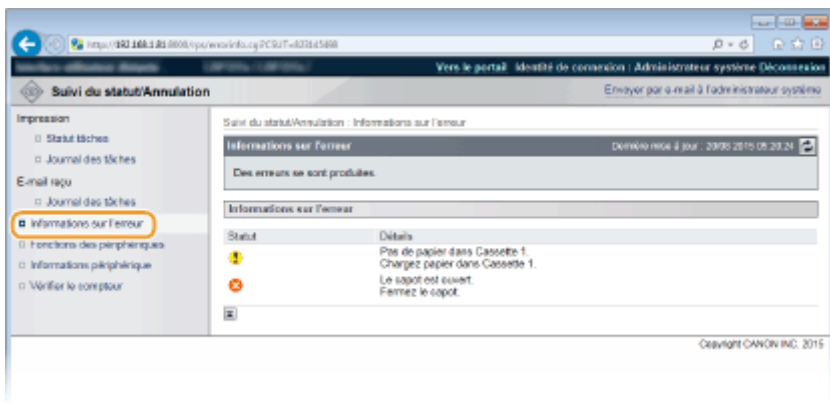 Vers le portail Identité de connexion : Administrateur système Déconnexion
Suivi du statut/Annulation
Envoyer par e-mail à l'administrateur système
Impression
Statut tâches
Journal des tâches
E-mail reçu
Journal des tâches
Informations sur l'erreur
Fonctions des périphériques
Informations périphérique
Vérifier le compteur
Suivi du statut/Annulation : Informations sur l'erreur
Informations sur l'erreur
Dernière mise à jour : 20/08 2015 05:20:24
Des erreurs se sont produites.
Informations sur l'erreur
Statut Détails
Pas de papier dans Cassette 1.
Chargez papier dans Cassette 1.
Le capot est ouvert.
Fermez le capot.
Copyright CANON INC. 2015